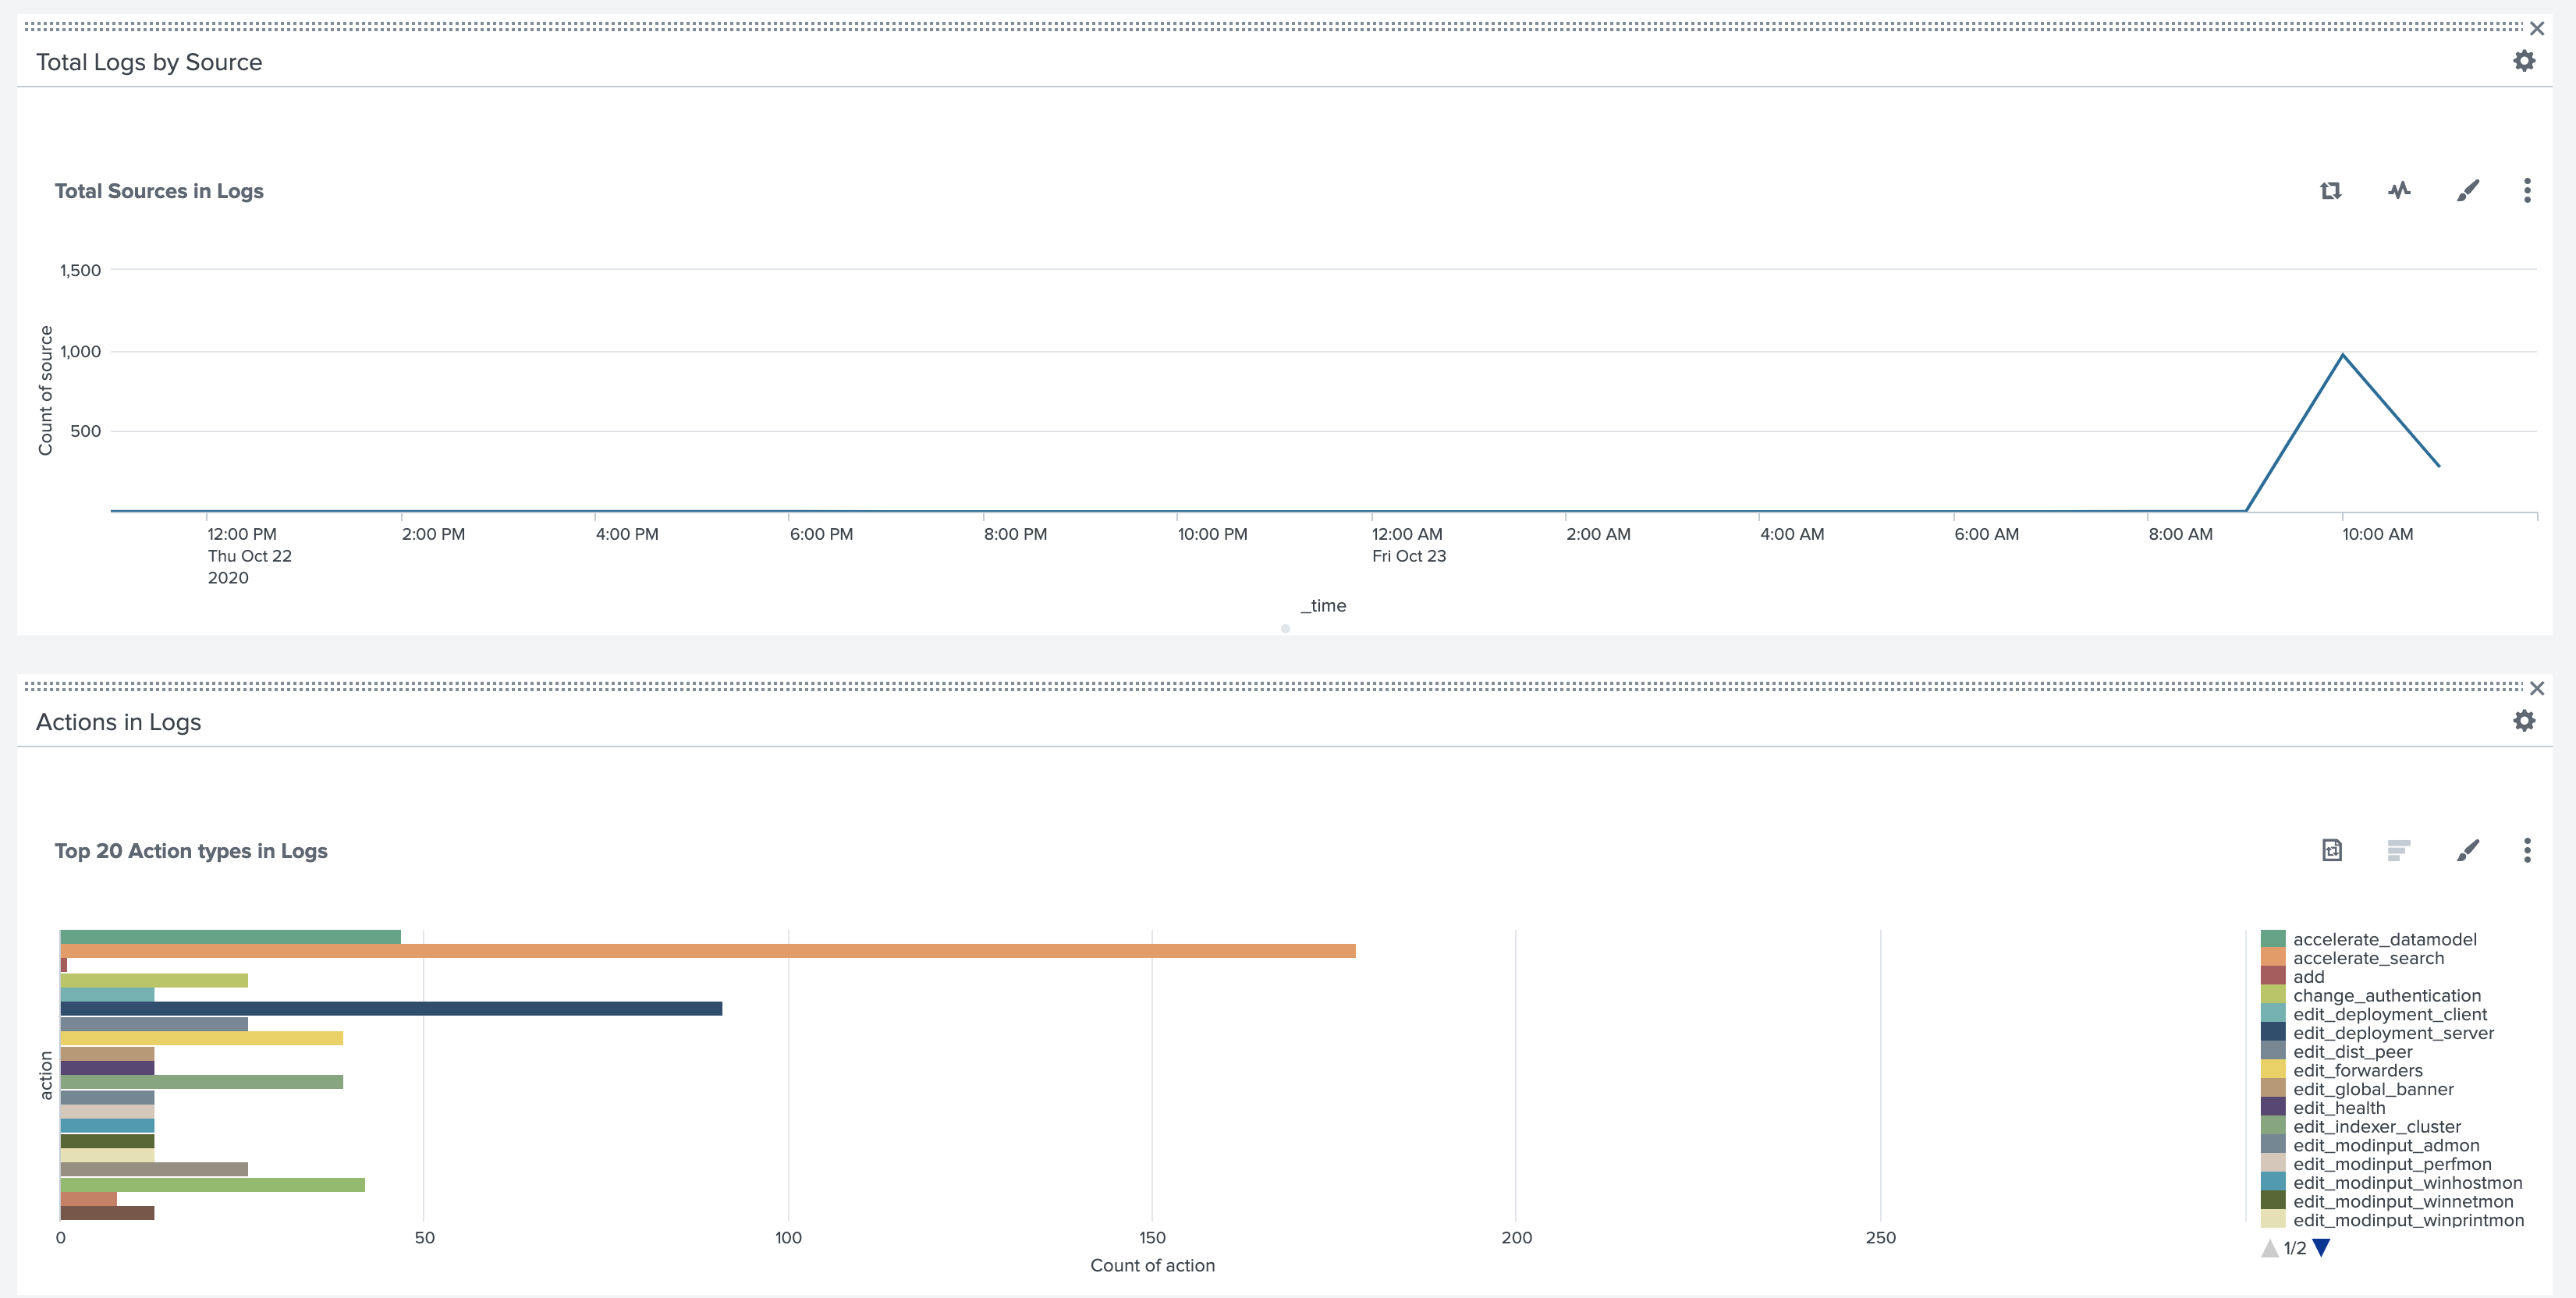 Total Logs by Source
Total Sources in Logs
1,500
1,000
500
Count of source
12:00 PM 2:00 PM 4:00 PM 6:00 PM 8:00 PM 10:00 PM 12:00 AM 2:00 AM 4:00 AM 6:00 AM 8:00 AM 10:00 AM
Thu Oct 22 Fri Oct 23
2020
_time
Actions in Logs
Top 20 Action types in Logs
action
accelerate_datamodel
accelerate_search
add
change_authentication
edit_deployment_client
edit_deployment_server
edit_dist_peer
edit_forwarders
edit_global_banner
edit_health
edit_indexer_cluster
edit_modinput_admon
edit_modinput_perfmon
edit_modinput_winhostmon
edit_modinput_winnetmon
edit_modinput_winprintmon
1/2
0 50 100 150 200 250
Count of action